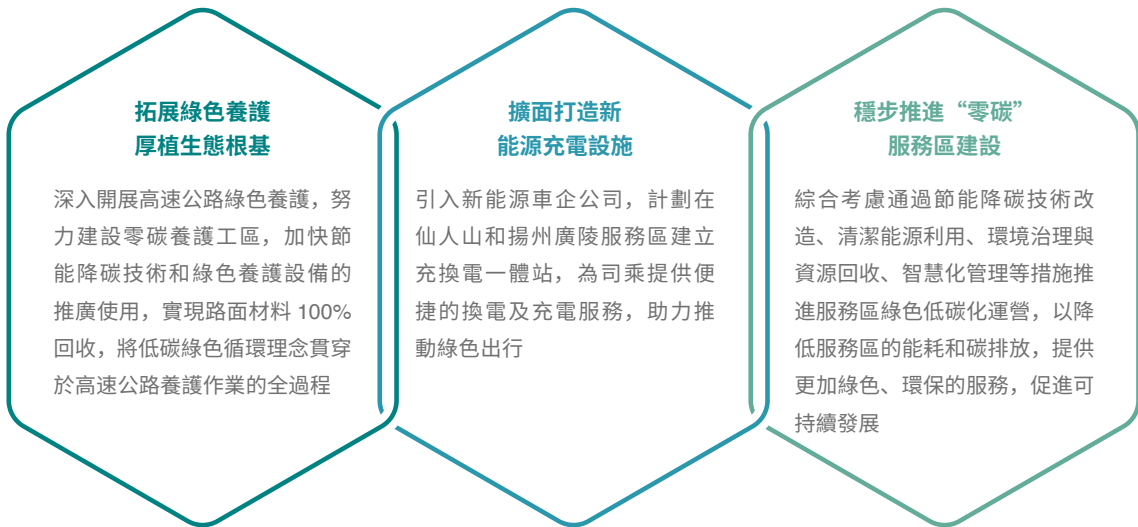 拓展綠色養護
厚植生態根基
深入開展高速公路綠色養護，努
力建設零碳養護工區，加快節
能降碳技術和綠色養護設備的
推廣使用，實現路面材料 100%
回收，將低碳綠色循環理念貫穿
於高速公路養護作業的全過程
擴面打造新
能源充電設施
引入新能源車企公司，計劃在
仙人山和揚州廣陵服務區建立
充換電一體站，為司乘提供便
捷的換電及充電服務，助力推
動綠色出行
穩步推進“零碳”
服務區建設
綜合考慮通過節能降碳技術改
造、清潔能源利用、環境治理與
資源回收、智慧化管理等措施推
進服務區綠色低碳化運營，以降
低服務區的能耗和碳排放，提供
更加綠色、環保的服務，促進可
持續發展